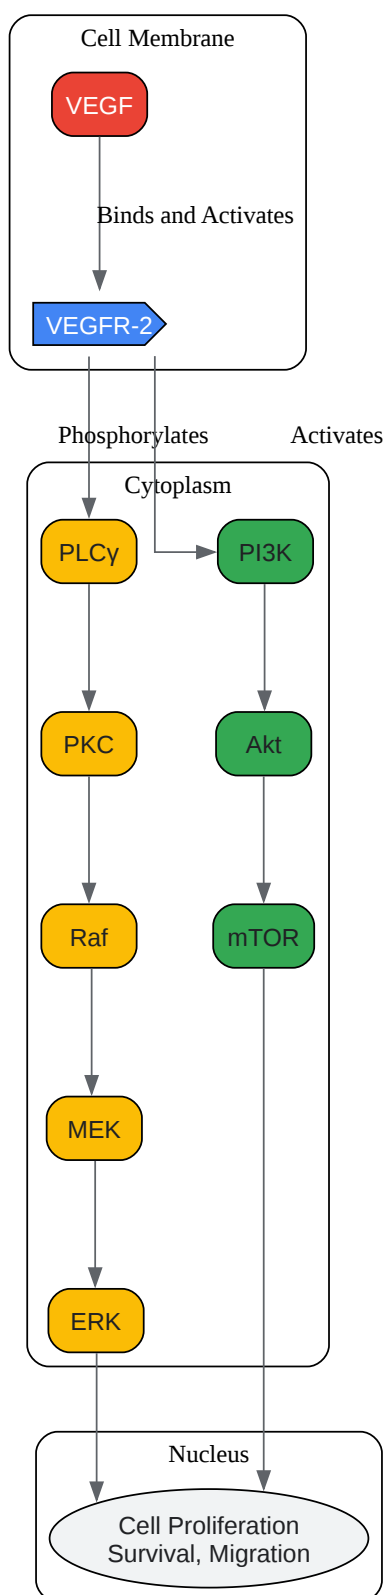 Cell Membrane
VEGF
Binds and Activates
VEGFR-2
Phosphorylates
Activates
Cytoplasm
PLCγ
PI3K
PKC
Akt
Raf
mTOR
MEK
ERK
Nucleus
Cell Proliferation
Survival, Migration